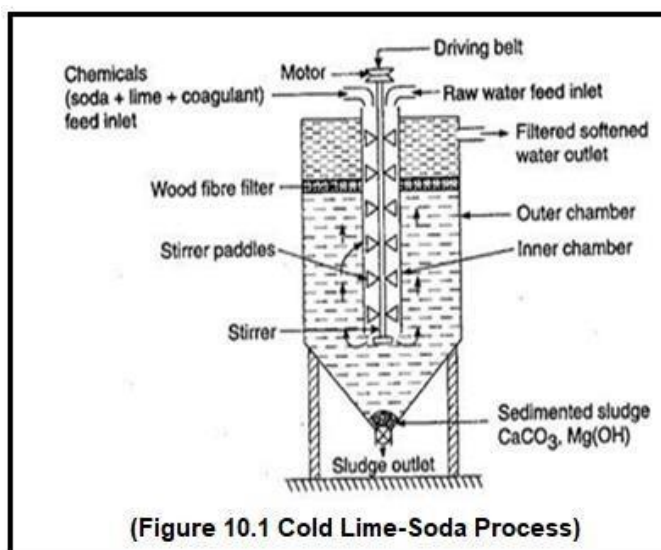 Driving belt
Motor
Chemicals
(soda + lime + coagulant)
feed inlet
Raw water feed inlet
Filtered softened
water outlet
Wood fibre filter
Outer chamber
Stirrer paddles
Inner chamber
Stirrer
Sedimented sludge
CaCO₃, Mg(OH)
Sludge outlet
(Figure 10.1 Cold Lime-Soda Process)